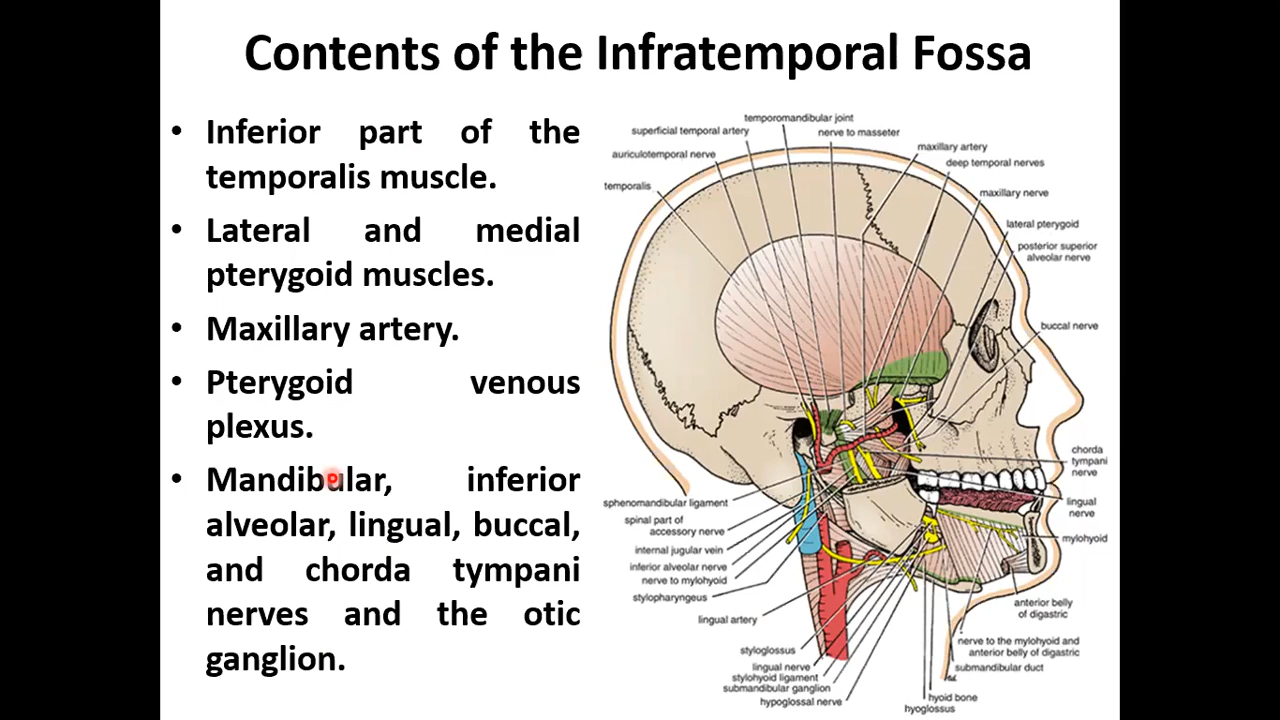 Contents of the Infratemporal Fossa
• Inferior part of the
temporalis muscle.
• Lateral and medial
pterygoid muscles.
• Maxillary artery.
• Pterygoid venous
plexus.
• Mandibular, inferior
alveolar, lingual, buccal,
and chorda tympani
nerves and the otic
ganglion.
temporomandibular joint
superficial temporal artery
nerve to masseter
auriculotemporal nerve
maxillary artery
deep temporal nerves
temporalis
maxillary nerve
lateral pterygoid
posterior superior
alveolar nerve
buccal nerve
chorda
tympani
nerve
lingual
nerve
mylohyoid
sphenomandibular ligament
spinal part of
accessory nerve
internal jugular vein
inferior alveolar nerve
nerve to mylohyoid
stylopharyngeus
lingual artery
styloglossus
lingual nerve
stylohyoid ligament
submandibular ganglion
hypoglossal nerve
anterior belly
of digastric
nerve to the mylohyoid and
anterior belly of digastric
submandibular duct
hyoid bone
hyoglossus